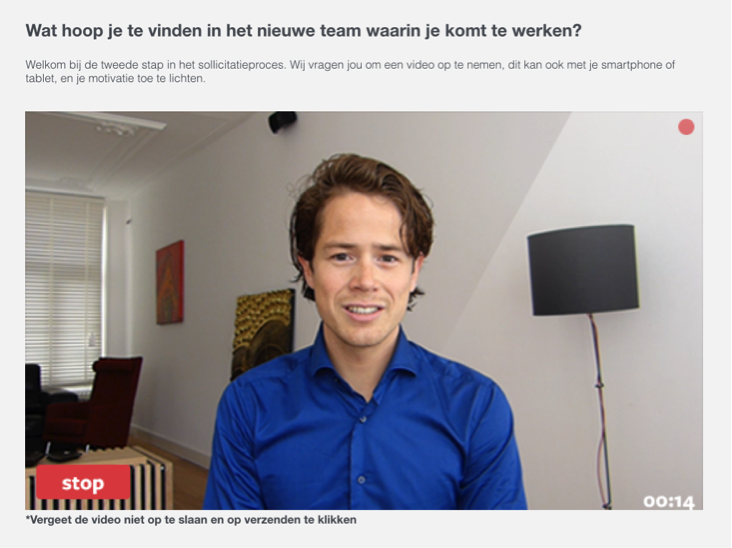 Wat hoop je te vinden in het nieuwe team waarin je komt te werken?
Welkom bij de tweede stap in het sollicitatieproces. Wij vragen jou om een video op te nemen, dit kan ook met je smartphone of
tablet, en je motivatie toe te lichten.
stop
00:14
*Vergeet de video niet op te slaan en op verzenden te klikken